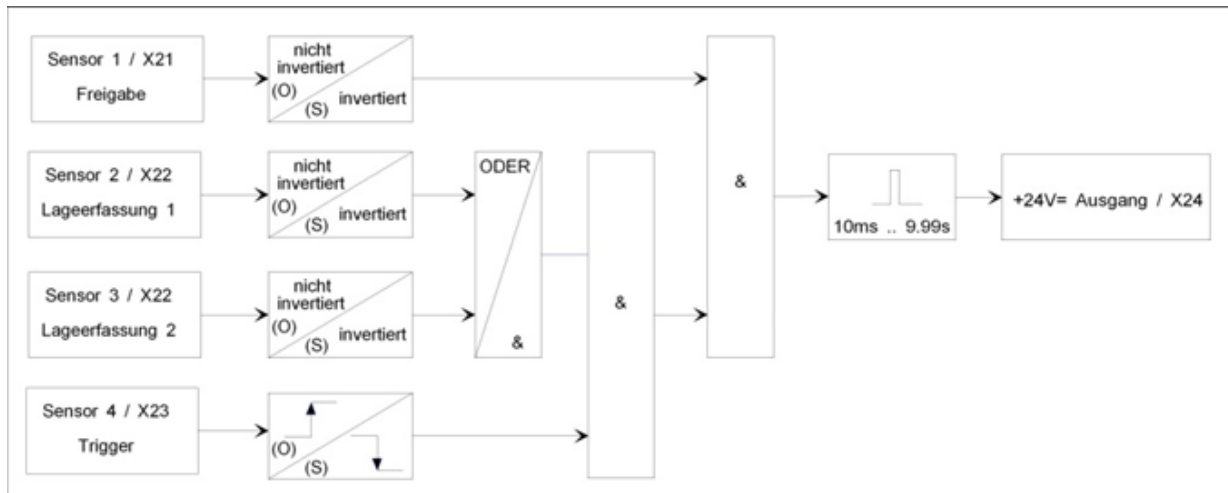 Sensor 1 / X21
Freigabe
nicht
invertiert
(O)
(S)
invertiert
Sensor 2 / X22
Lageerfassung 1
nicht
invertiert
(O)
(S)
invertiert
Sensor 3 / X22
Lageerfassung 2
nicht
invertiert
(O)
(S)
invertiert
Sensor 4 / X23
Trigger
(O)
(S)
ODER
&
&
&
10ms .. 9.99s
+24V= Ausgang / X24